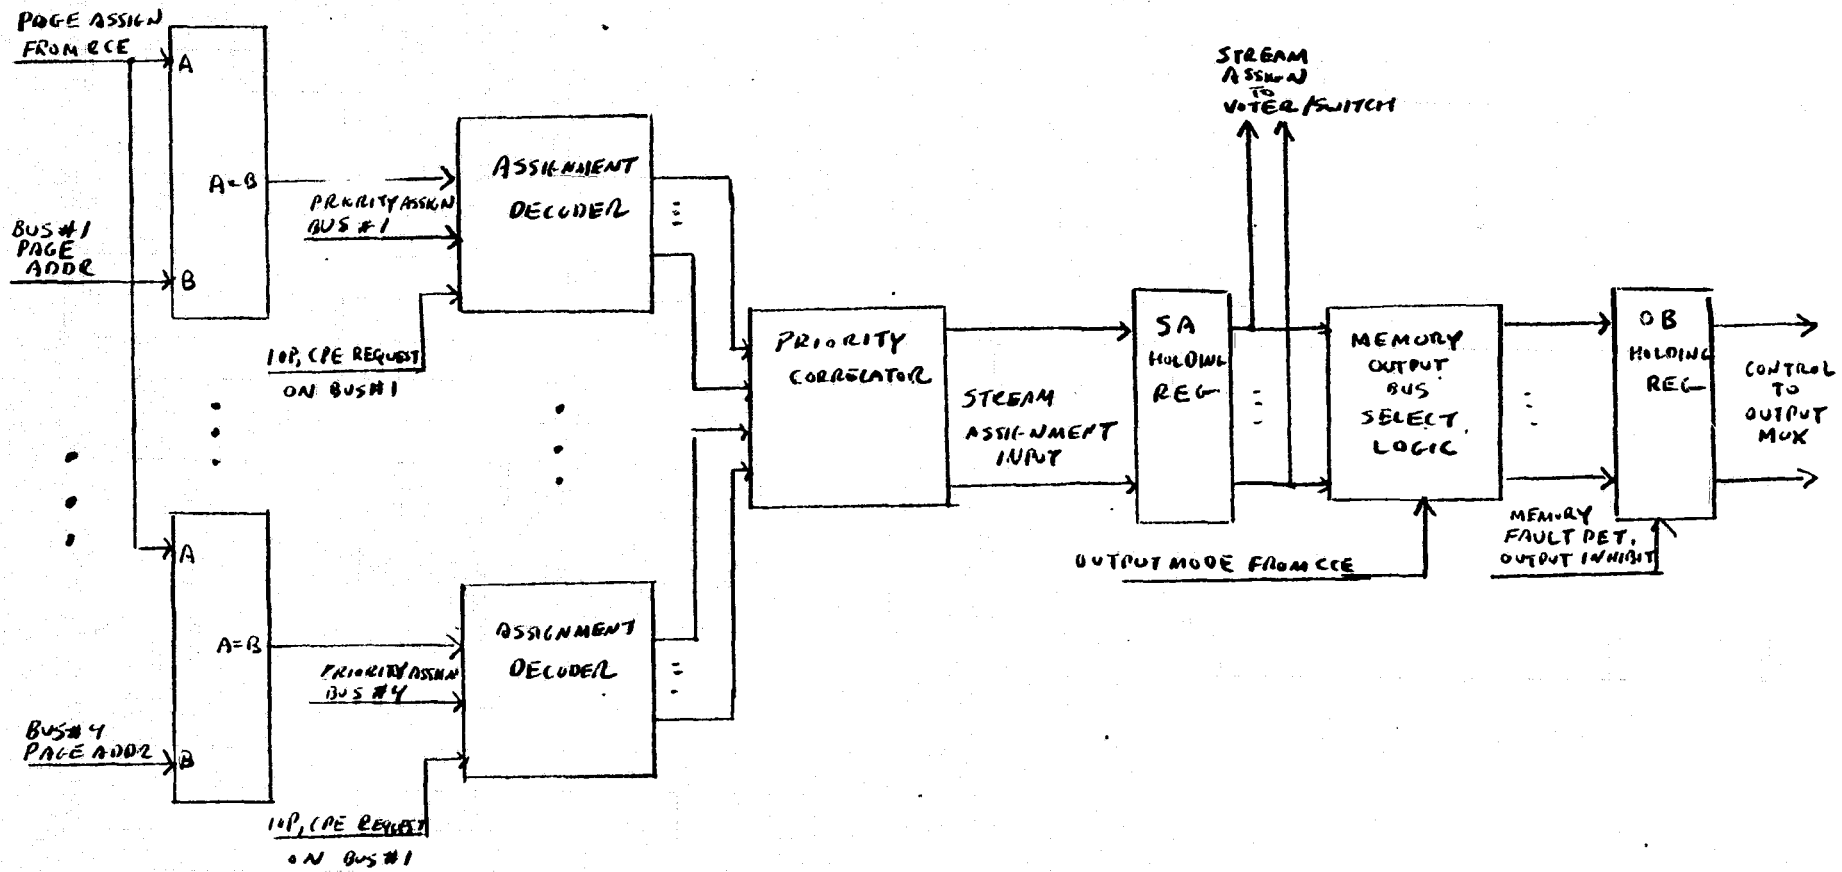 PAGE ASSIGN
FROM RCE
A
A=B
BUS #1
PAGE
ADDR
B
PRIORITY ASSIGN
BUS #1
IOP, CPE REQUEST
ON BUS#1
ASSIGNMENT
DECODER
A
A=B
BUS#4
PAGE ADDR
B
PRIORITY ASSIGN
BUS #4
IOP, CPE REQUEST
ON BUS #1
ASSIGNMENT
DECODER
PRIORITY
CORRELATOR
STREAM
ASSIGNMENT
INPUT
SA
HOLDING
REG
STREAM
ASSIGN
TO
VOTER/SWITCH
MEMORY
OUTPUT
BUS
SELECT
LOGIC
OUTPUT MODE FROM CCE
MEMORY
FAULT DET.
OUTPUT INHIBIT
OB
HOLDING
REG
CONTROL
TO
OUTPUT
MUX